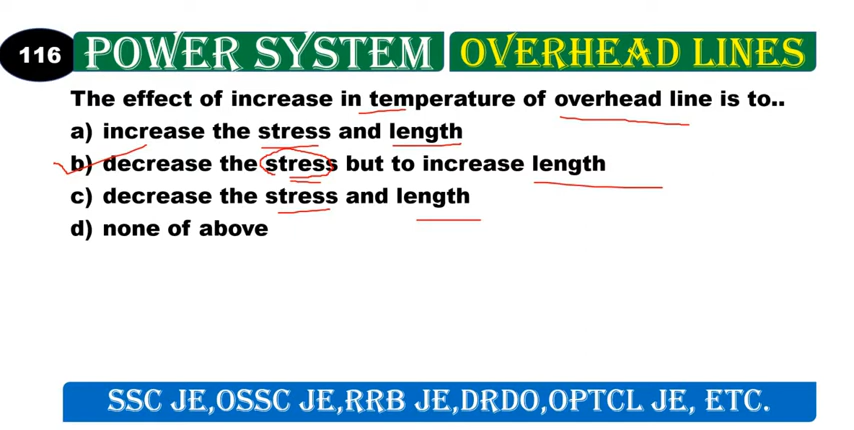 116
POWER SYSTEM
OVERHEAD LINES
The effect of increase in temperature of overhead line is to..
a) increase the stress and length
b) decrease the stress but to increase length
c) decrease the stress and length
d) none of above
SSC JE,OSSC JE,RRB JE,DRDO,OPTCL JE, ETC.